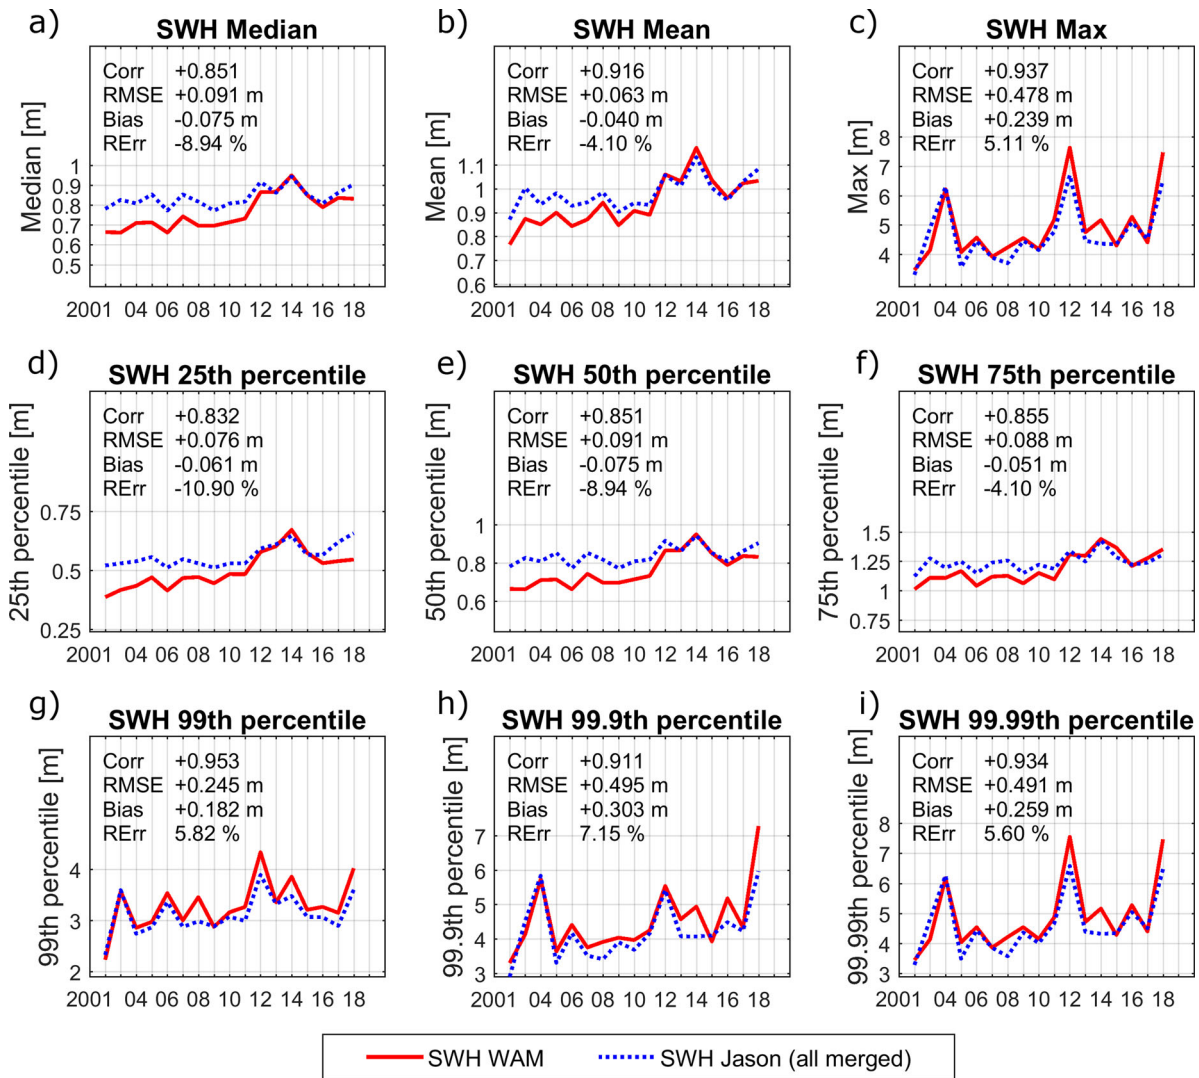 a) SWH Median
Corr +0.851
RMSE +0.091 m
Bias -0.075 m
RErr -8.94 %
Median [m]
1
0.9
0.8
0.7
0.6
0.5
2001 04 06 08 10 12 14 16 18
b) SWH Mean
Corr +0.916
RMSE +0.063 m
Bias -0.040 m
RErr -4.10 %
Mean [m]
1.1
1
0.9
0.8
0.7
0.6
2001 04 06 08 10 12 14 16 18
c) SWH Max
Corr +0.937
RMSE +0.478 m
Bias +0.239 m
RErr 5.11 %
Max [m]
8
7
6
5
4
2001 04 06 08 10 12 14 16 18
d) SWH 25th percentile
Corr +0.832
RMSE +0.076 m
Bias -0.061 m
RErr -10.90 %
25th percentile [m]
0.75
0.5
0.25
2001 04 06 08 10 12 14 16 18
e) SWH 50th percentile
Corr +0.851
RMSE +0.091 m
Bias -0.075 m
RErr -8.94 %
50th percentile [m]
1
0.8
0.6
2001 04 06 08 10 12 14 16 18
f) SWH 75th percentile
Corr +0.855
RMSE +0.088 m
Bias -0.051 m
RErr -4.10 %
75th percentile [m]
1.5
1.25
1
0.75
2001 04 06 08 10 12 14 16 18
g) SWH 99th percentile
Corr +0.953
RMSE +0.245 m
Bias +0.182 m
RErr 5.82 %
99th percentile [m]
4
3
2
2001 04 06 08 10 12 14 16 18
h) SWH 99.9th percentile
Corr +0.911
RMSE +0.495 m
Bias +0.303 m
RErr 7.15 %
99.9th percentile [m]
7
6
5
4
3
2001 04 06 08 10 12 14 16 18
i) SWH 99.99th percentile
Corr +0.934
RMSE +0.491 m
Bias +0.259 m
RErr 5.60 %
99.99th percentile [m]
8
7
6
5
4
3
2001 04 06 08 10 12 14 16 18
SWH WAM SWH Jason (all merged)